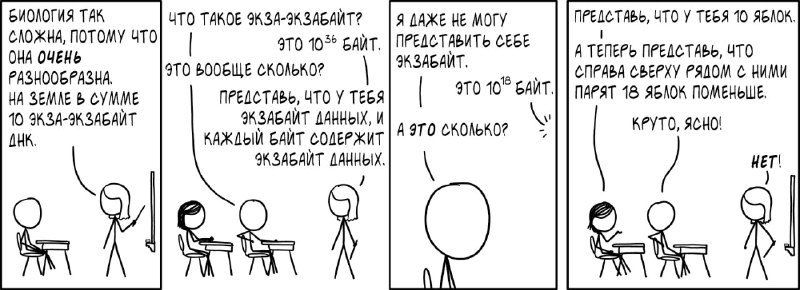 БИОЛОГИЯ ТАК
СЛОЖНА, ПОТОМУ ЧТО
ОНА ОЧЕНЬ
РАЗНООБРАЗНА.
НА ЗЕМЛЕ В СУММЕ
10 ЭКЗА-ЭКЗАБАЙТ
ДНК.
ЧТО ТАКОЕ ЭКЗА-ЭКЗАБАЙТ?
ЭТО 10³⁶ БАЙТ.
ЭТО ВООБЩЕ СКОЛЬКО?
ПРЕДСТАВЬ, ЧТО У ТЕБЯ
ЭКЗАБАЙТ ДАННЫХ, И
КАЖДЫЙ БАЙТ СОДЕРЖИТ
ЭКЗАБАЙТ ДАННЫХ.
Я ДАЖЕ НЕ МОГУ
ПРЕДСТАВИТЬ СЕБЕ
ЭКЗАБАЙТ.
ЭТО 10¹⁸ БАЙТ.
А ЭТО СКОЛЬКО?
ПРЕДСТАВЬ, ЧТО У ТЕБЯ 10 ЯБЛОК.
А ТЕПЕРЬ ПРЕДСТАВЬ, ЧТО
СПРАВА СВЕРХУ РЯДОМ С НИМИ
ПАРЯТ 18 ЯБЛОК ПОМЕНЬШЕ.
КРУТО, ЯСНО!
НЕТ!